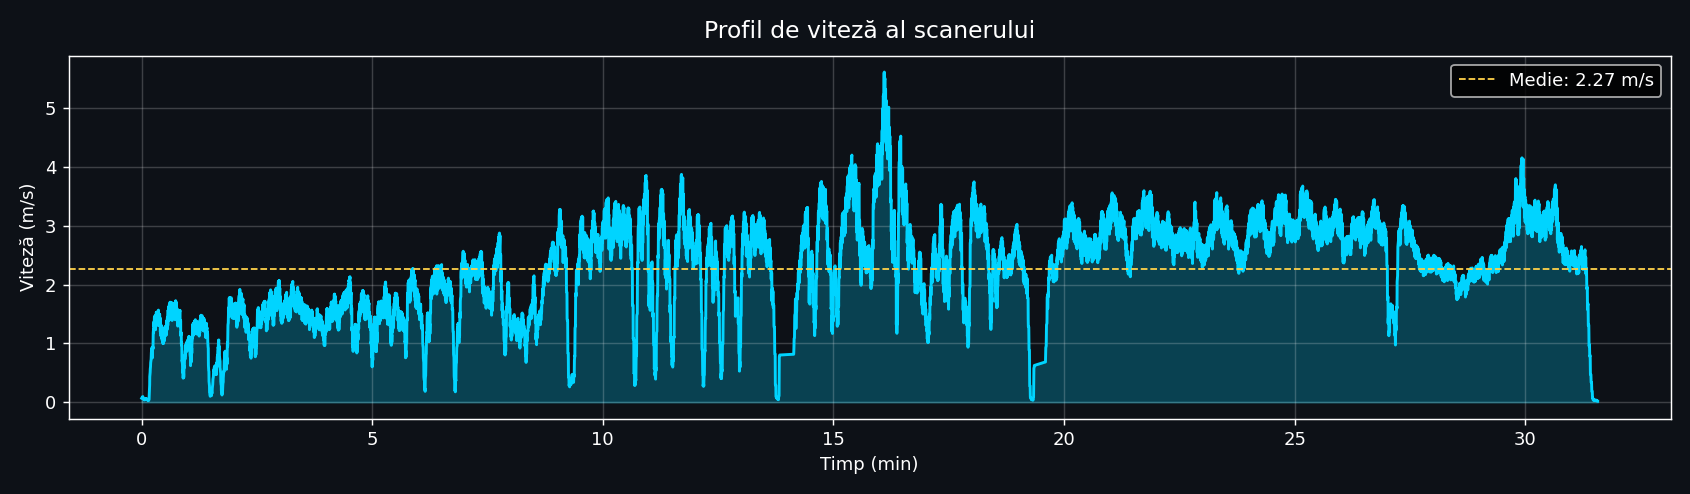 Profil de viteză al scanerului
Medie: 2.27 m/s
Viteză (m/s)
5
4
3
2
1
0
0 5 10 15 20 25 30
Timp (min)